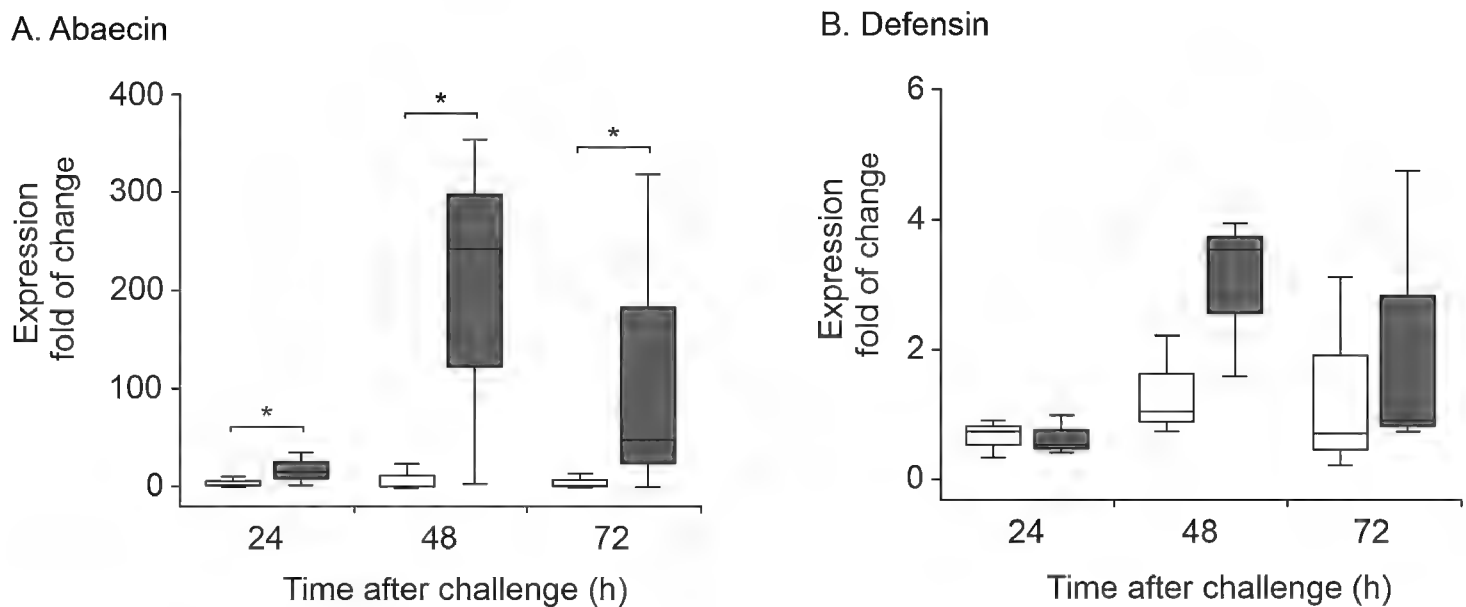 A. Abaecin
400
300
200
100
0
Expression
fold of change
*
*
*
24
48
72
Time after challenge (h)
B. Defensin
6
4
2
0
Expression
fold of change
24
48
72
Time after challenge (h)